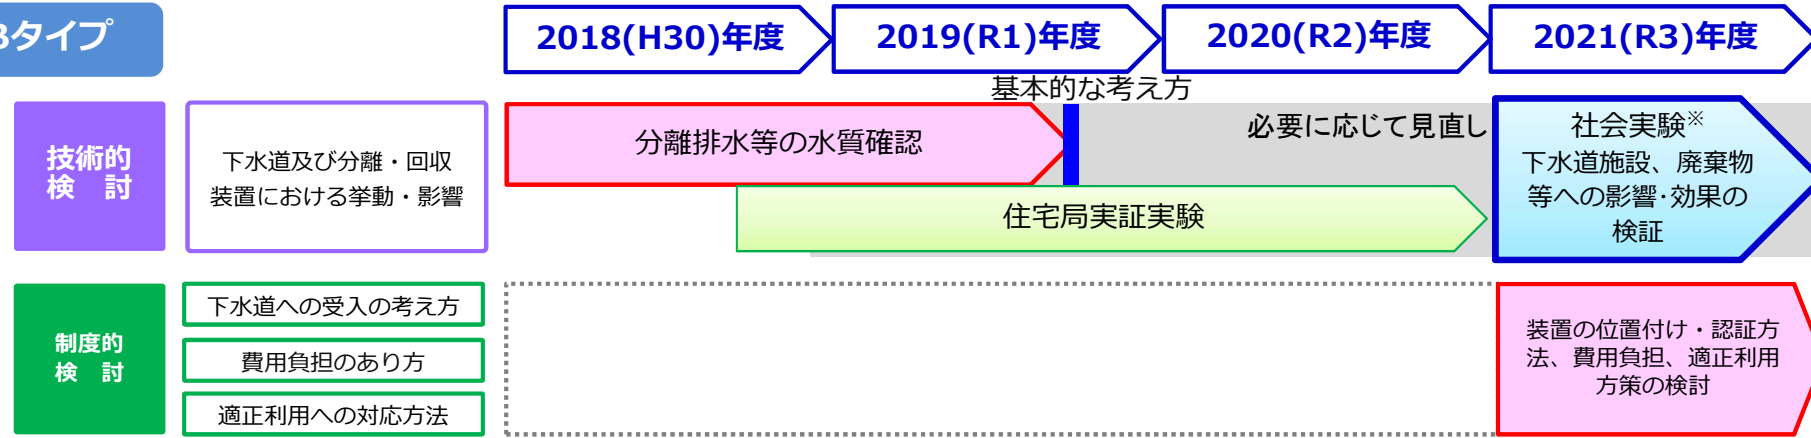 Bタイプ
2018(H30)年度
2019(R1)年度
2020(R2)年度
2021(R3)年度
基本的な考え方
技術的
検　討
下水道及び分離・回収
装置における挙動・影響
分離排水等の水質確認
必要に応じて見直し
住宅局実証実験
社会実験※
下水道施設、廃棄物
等への影響･効果の
検証
制度的
検　討
下水道への受入の考え方
費用負担のあり方
適正利用への対応方法
装置の位置付け・認証方
法、費用負担、適正利用
方策の検討